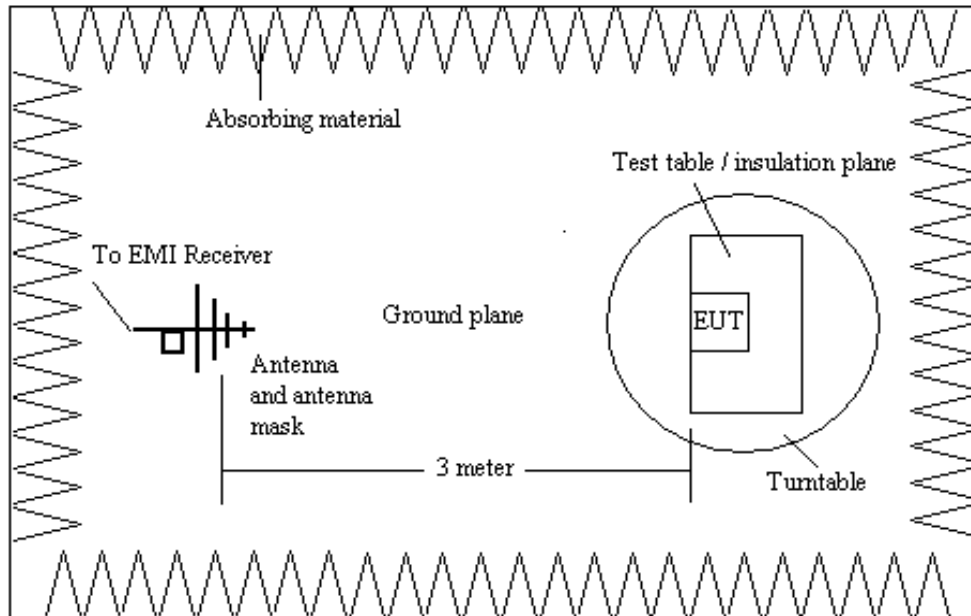 Absorbing material
Test table / insulation plane
To EMI Receiver
Ground plane
EUT
Antenna
and antenna
mask
3 meter
Turntable